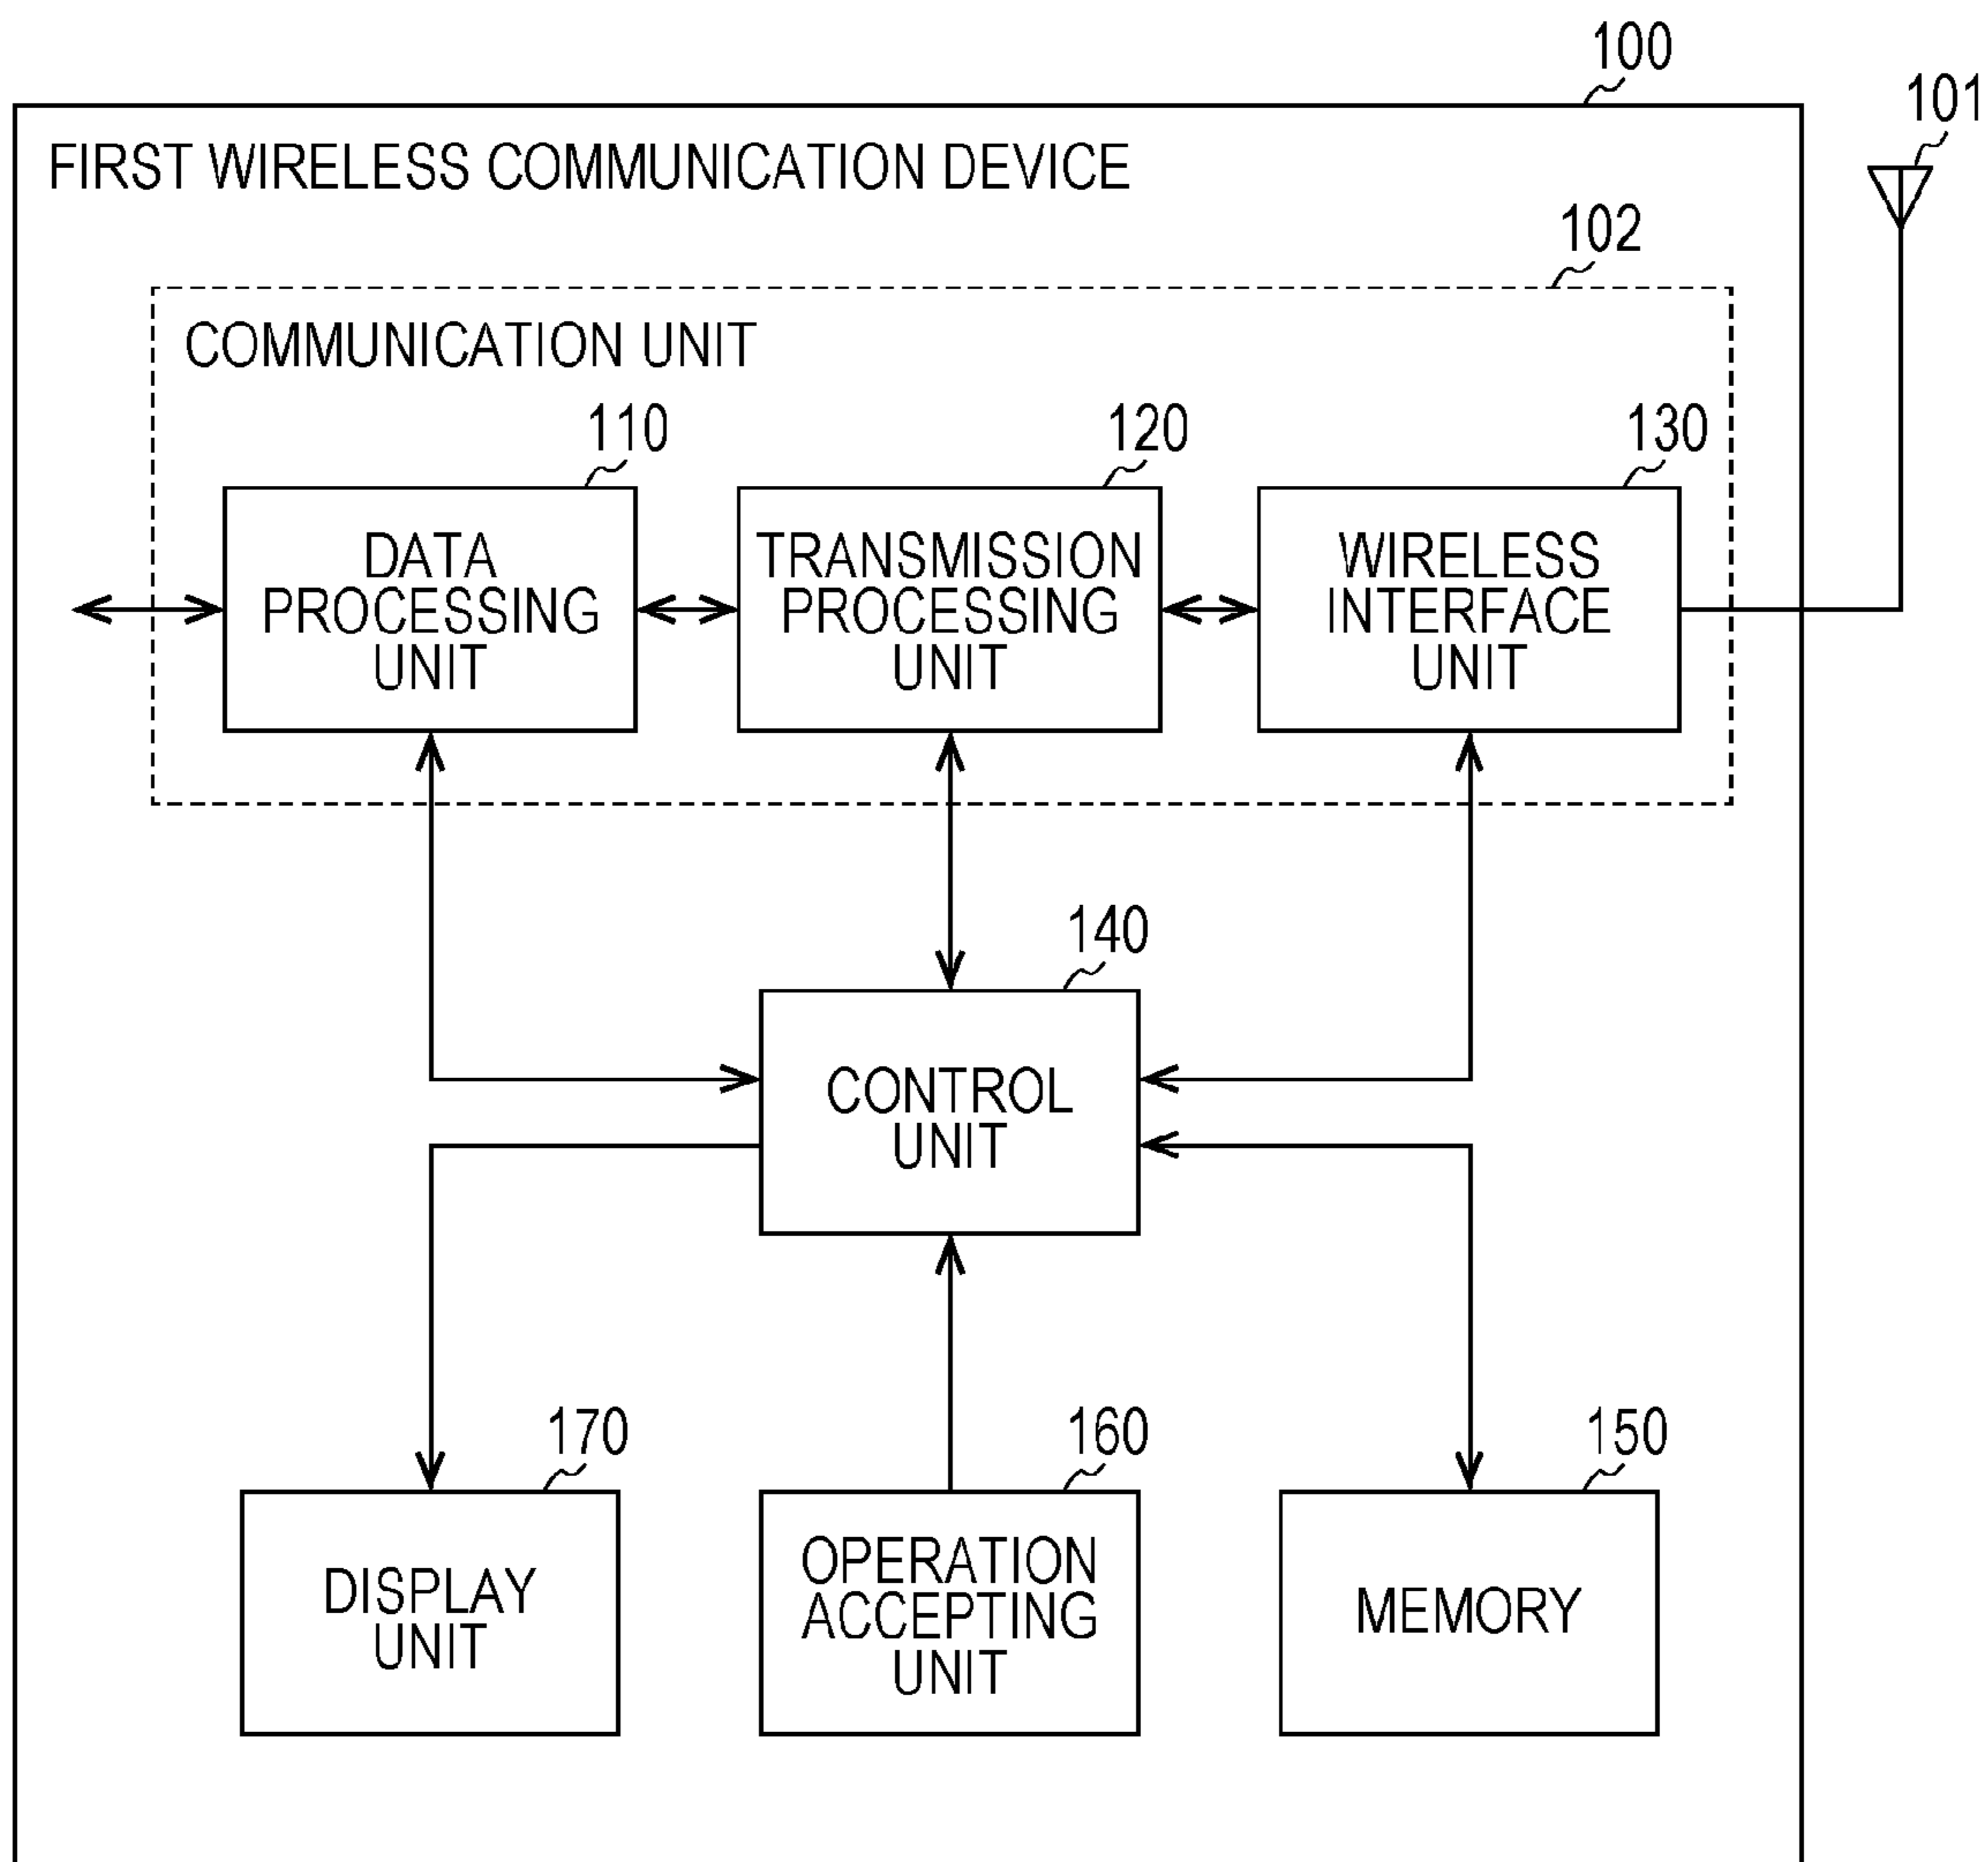 100
101
FIRST WIRELESS COMMUNICATION DEVICE
102
COMMUNICATION UNIT
110
120
130
DATA
PROCESSING
UNIT
TRANSMISSION
PROCESSING
UNIT
WIRELESS
INTERFACE
UNIT
140
CONTROL
UNIT
170
160
150
DISPLAY
UNIT
OPERATION
ACCEPTING
UNIT
MEMORY